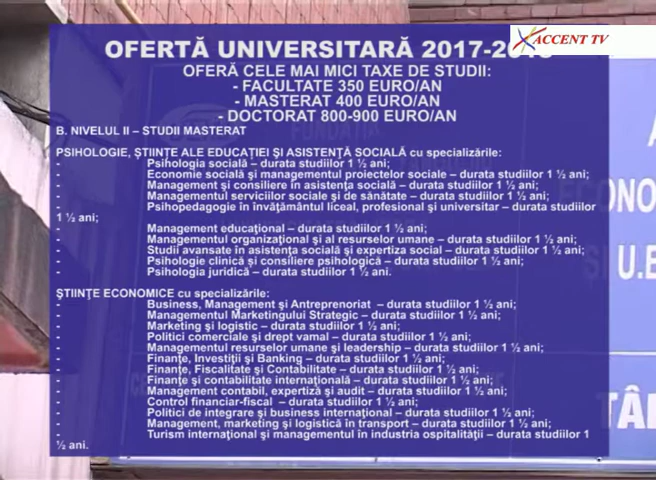 ACCENT TV
OFERTĂ UNIVERSITARĂ 2017-
OFERĂ CELE MAI MICI TAXE DE STUDII:
- FACULTATE 350 EURO/AN
- MASTERAT 400 EURO/AN
- DOCTORAT 800-900 EURO/AN
B. NIVELUL II – STUDII MASTERAT
PSIHOLOGIE, ŞTIINTE ALE EDUCAŢIEI ŞI ASISTENŢĂ SOCIALĂ cu specializările:
· Psihologia socială – durata studiilor 1 ½ ani;
· Economie socială şi managementul proiectelor sociale – durata studiilor 1 ½ ani;
· Management şi consiliere în asistenţa socială – durata studiilor 1 ½ ani;
· Managementul serviciilor sociale şi de sănătate – durata studiilor 1 ½ ani;
· Psihopedagogie în învăţământul liceal, profesional şi universitar – durata studiilor
1 ½ ani;
· Management educaţional – durata studiilor 1 ½ ani;
· Managementul organizaţional şi al resurselor umane – durata studiilor 1 ½ ani;
· Studii avansate în asistenţa socială şi expertiza social – durata studiilor 1 ½ ani;
· Psihologie clinică şi consiliere psihologică – durata studiilor 1 ½ ani;
· Psihologia juridică – durata studiilor 1 ½ ani.
ŞTIINŢE ECONOMICE cu specializările:
· Business, Management şi Antreprenoriat – durata studiilor 1 ½ ani;
· Managementul Marketingului Strategic – durata studiilor 1 ½ ani;
· Marketing şi logistic – durata studiilor 1 ½ ani;
· Politici comerciale şi drept vamal – durata studiilor 1 ½ ani;
· Managementul resurselor umane şi leadership – durata studiilor 1 ½ ani;
· Finanţe, Investiţii şi Banking – durata studiilor 1 ½ ani;
· Finanţe, Fiscalitate şi Contabilitate – durata studiilor 1 ½ ani;
· Finanţe şi contabilitate internaţională – durata studiilor 1 ½ ani;
· Management contabil, expertiză şi audit – durata studiilor 1 ½ ani;
· Control financiar-fiscal – durata studiilor 1 ½ ani;
· Politici de integrare şi business internaţional – durata studiilor 1 ½ ani;
· Management, marketing şi logistică în transport – durata studiilor 1 ½ ani;
· Turism internaţional şi managementul în industria ospitalităţii – durata studiilor 1
½ ani.